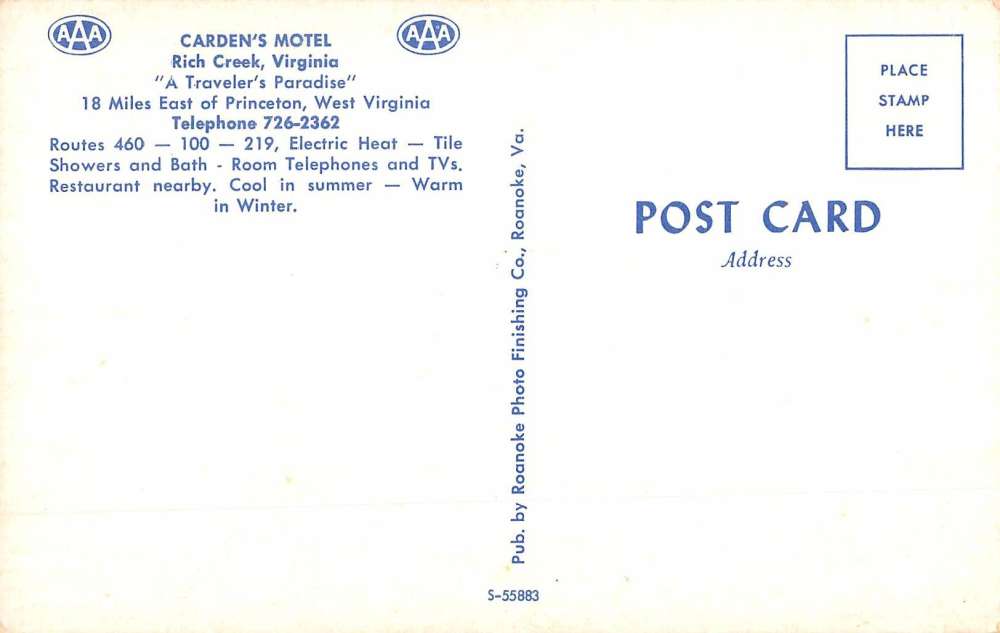 AAA
AAA
CARDEN'S MOTEL
Rich Creek, Virginia
"A Traveler's Paradise"
18 Miles East of Princeton, West Virginia
Telephone 726-2362
Routes 460 — 100 — 219, Electric Heat — Tile
Showers and Bath - Room Telephones and TVs.
Restaurant nearby. Cool in summer — Warm
in Winter.
Pub. by Roanoke Photo Finishing Co., Roanoke, Va.
S-55883
PLACE
STAMP
HERE
POST CARD
Address